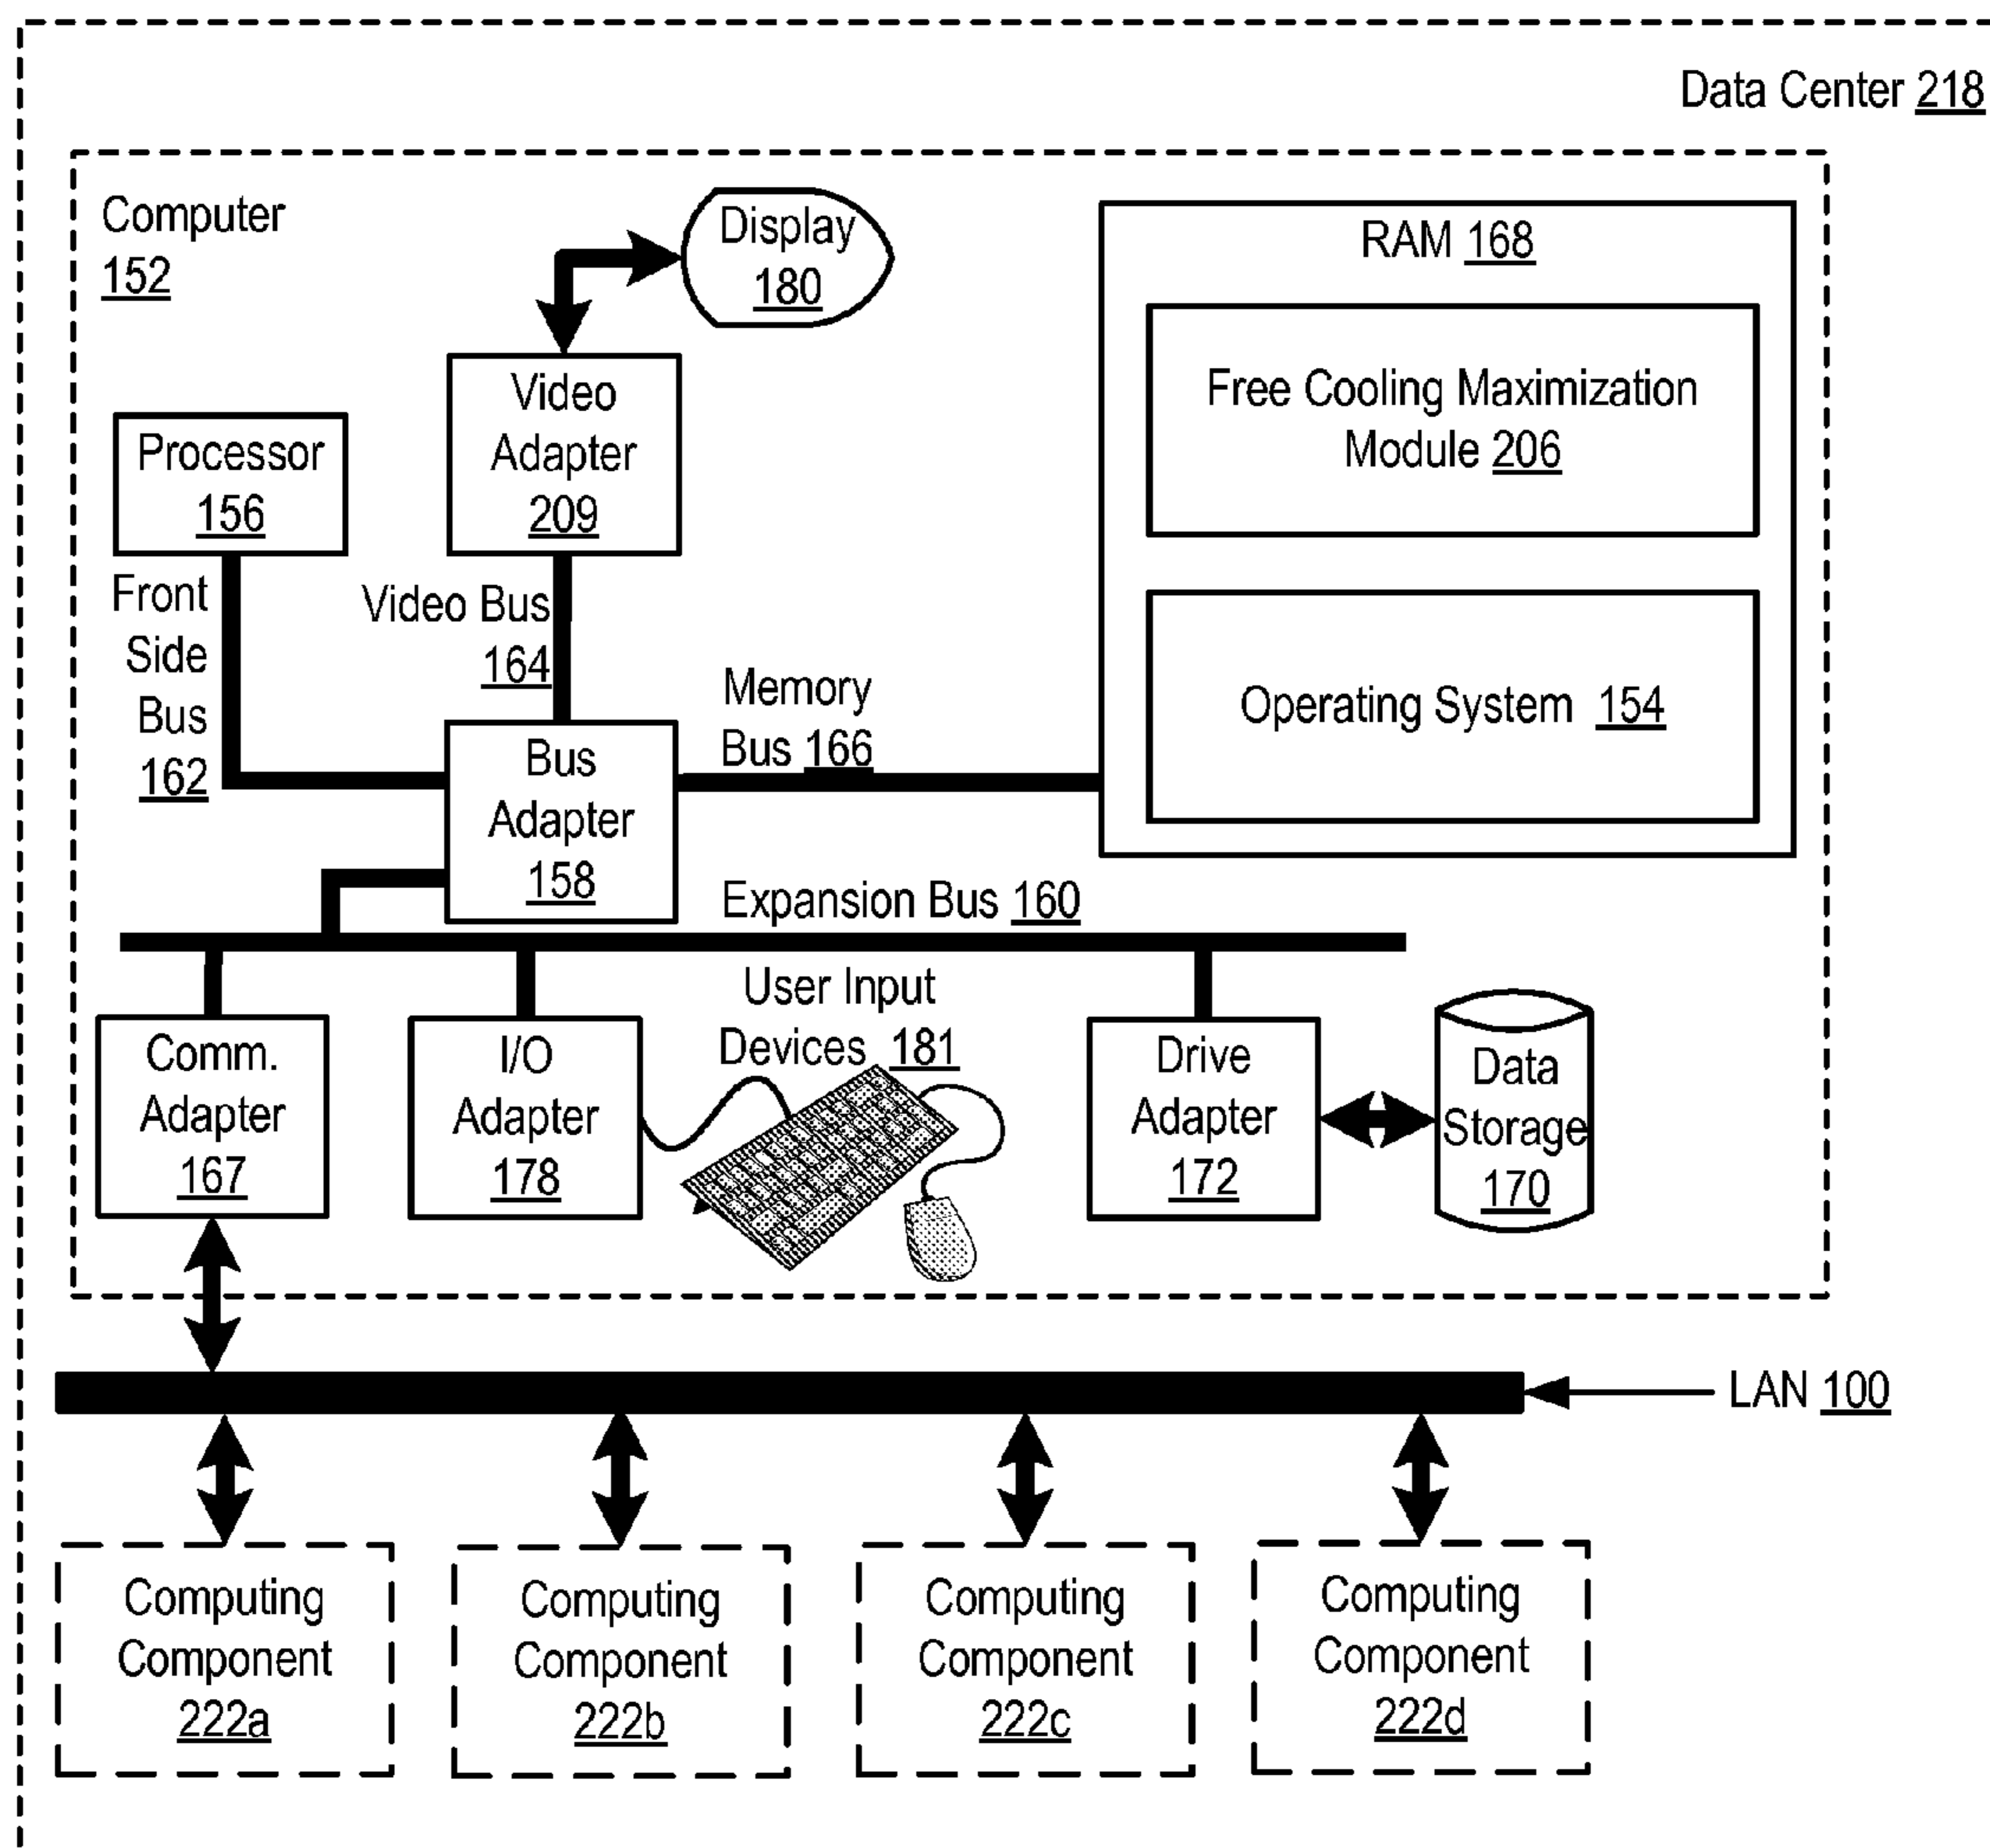 Data Center 218
Computer
152
Display
180
RAM 168
Free Cooling Maximization
Module 206
Operating System 154
Video
Adapter
209
Processor
156
Front
Side
Bus
162
Video Bus
164
Memory
Bus 166
Bus
Adapter
158
Expansion Bus 160
Comm.
Adapter
167
I/O
Adapter
178
User Input
Devices 181
Drive
Adapter
172
Data
Storage
170
LAN 100
Computing
Component
222a
Computing
Component
222b
Computing
Component
222c
Computing
Component
222d